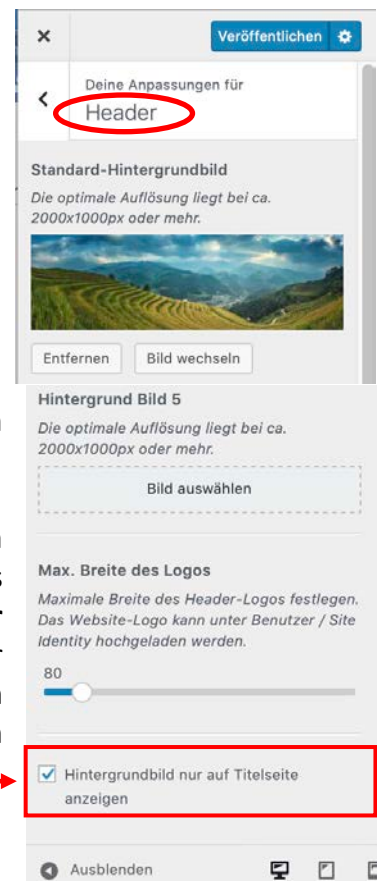 Veröffentlichen
Deine Anpassungen für
Header
Standard-Hintergrundbild
Die optimale Auflösung liegt bei ca.
2000x1000px oder mehr.
Entfernen Bild wechseln
Hintergrund Bild 5
Die optimale Auflösung liegt bei ca.
2000x1000px oder mehr.
Bild auswählen
Max. Breite des Logos
Maximale Breite des Header-Logos festlegen.
Das Website-Logo kann unter Benutzer / Site
Identity hochgeladen werden.
80
Hintergrundbild nur auf Titelseite
anzeigen
Ausblenden